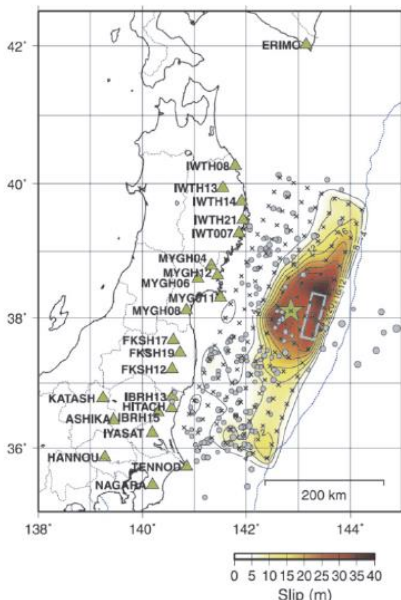 42°
ERIMO
IWTH08
40°
IWTH13
IWTH14
IWTH21
IWT007
MYGH04
MYGH12
MYGH06
MYG011
38°
MYGH08
FKSH17
FKSH19
FKSH12
KATASH
IBRH13
HITACH
ASHIKA
IBRH15
IYASAT
36°
HANNOU
TENNOD
NAGARA
200 km
138°
140°
142°
144°
0 5 10 15 20 25 30 35 40
Slip (m)